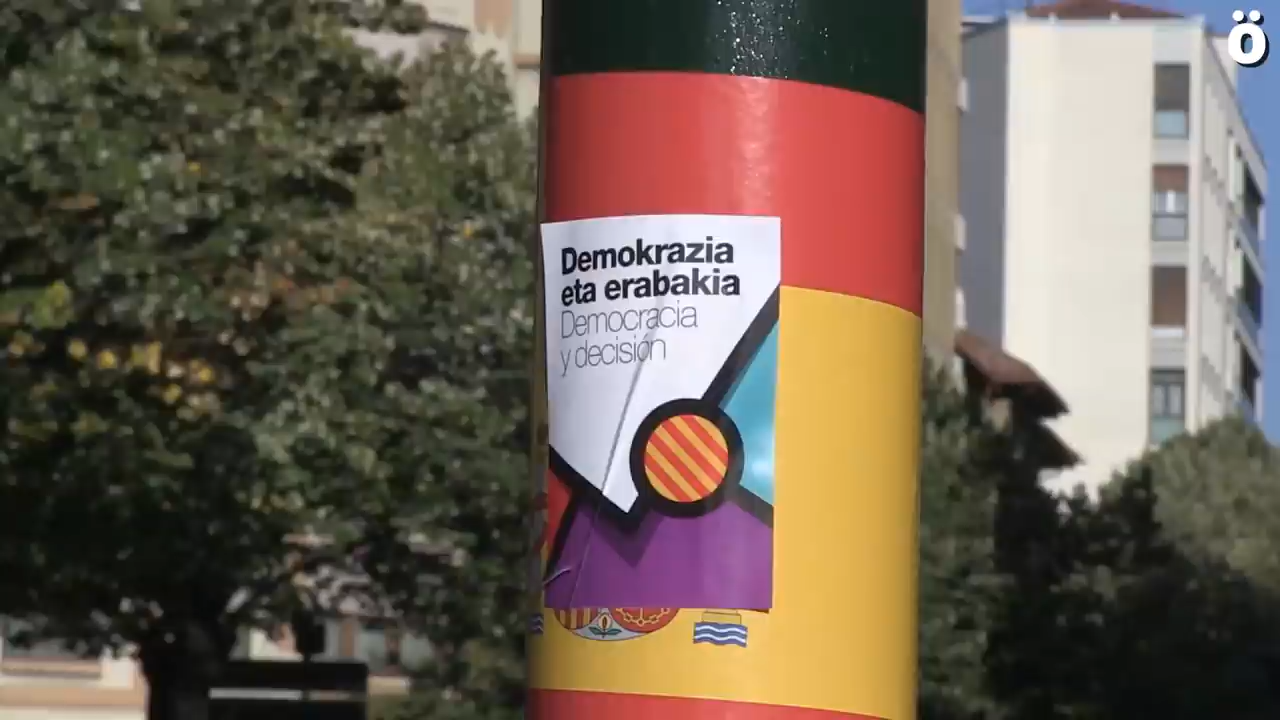 ö
Demokrazia
eta erabakia
Democracia
y decisión